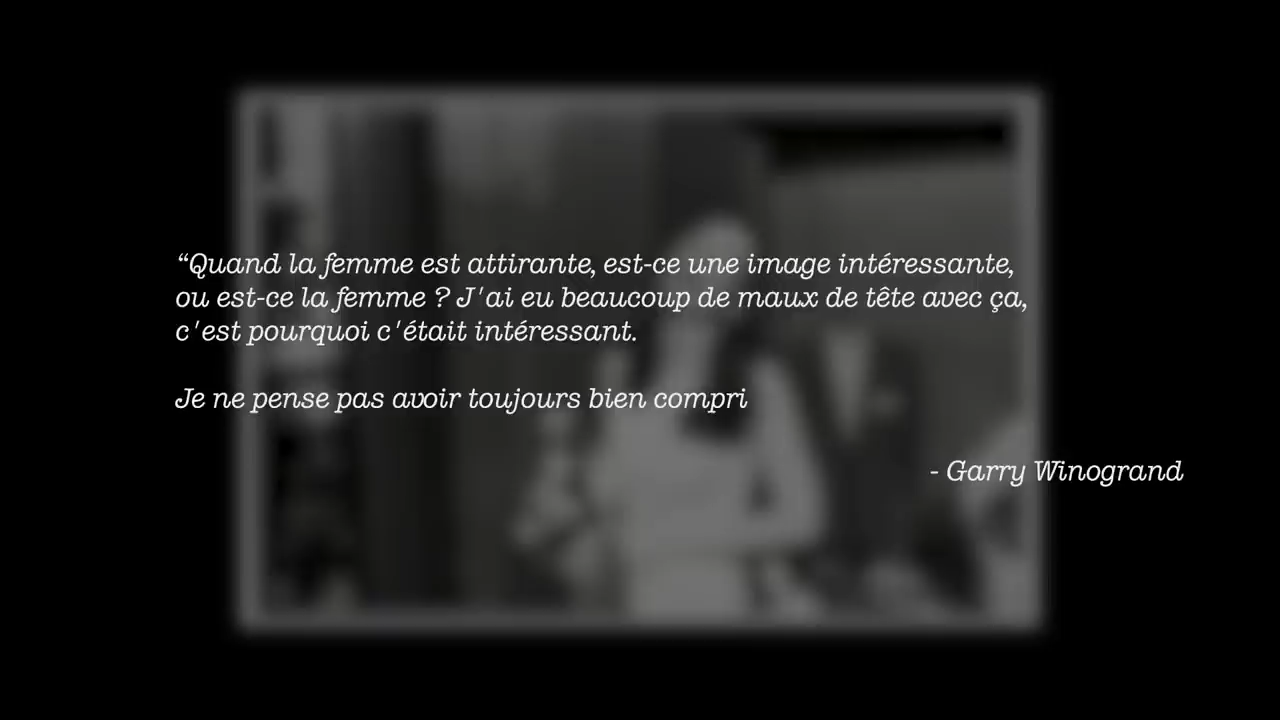 “Quand la femme est attirante, est-ce une image intéressante,
ou est-ce la femme ? J'ai eu beaucoup de maux de tête avec ça,
c'est pourquoi c'était intéressant.
Je ne pense pas avoir toujours bien compri
- Garry Winogrand